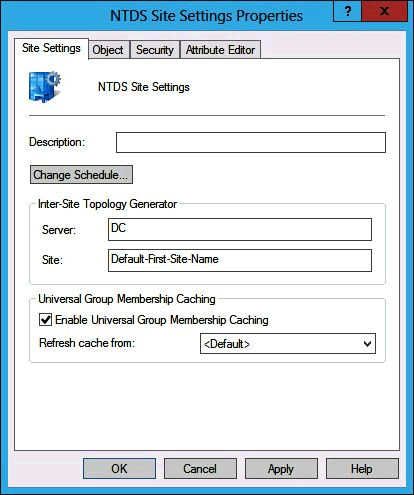 NTDS Site Settings Properties
?
x
Site Settings
Object
Security
Attribute Editor
NTDS Site Settings
Description:
Change Schedule...
Inter-Site Topology Generator
Server:
DC
Site:
Default-First-Site-Name
Universal Group Membership Caching
Enable Universal Group Membership Caching
Refresh cache from:
<Default>
OK
Cancel
Apply
Help